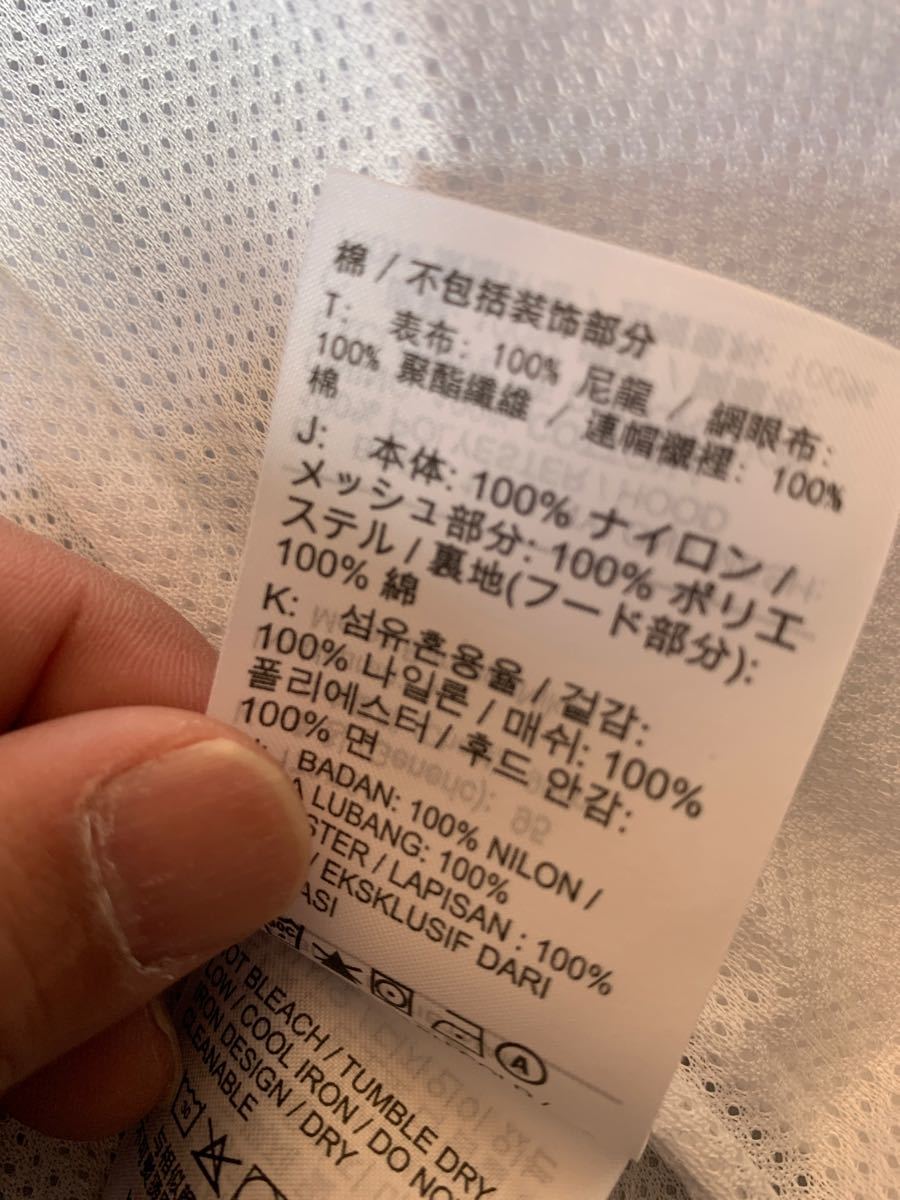 棉 / 不包括装饰部分
T: 表布: 100% 尼龍 / 網眼布:
100% 聚酯纖維 / 連帽襯裡: 100%
棉
J: 本体: 100% ナイロン /
メッシュ部分: 100% ポリエ
ステル / 裏地(フード部分):
100% 綿
K: 섬유혼용율 / 겉감:
100% 나일론 / 매쉬: 100%
폴리에스터 / 후드 안감:
100% 면
BADAN: 100% NILON /
LUBANG: 100%
STER / LAPISAN : 100%
/ EKSKLUSIF DARI
ASI
A
OT BLEACH / TUMBLE DRY
LOW / COOL IRON / DO NO
IRON DESIGN / DRY
CLEANABLE
30